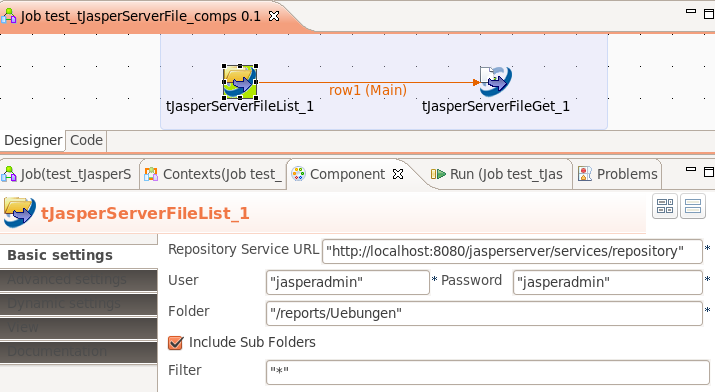 Job test_tJasperServerFile_comps 0.1
row1 (Main)
tJasperServerFileList_1 tJasperServerFileGet_1
Designer Code
Job(test_tJasperS Contexts(Job test_ Component Run (Job test_tJas Problems
tJasperServerFileList_1
Basic settings
Advanced settings
Dynamic settings
View
Documentation
Repository Service URL "http://localhost:8080/jasperserver/services/repository" *
User "jasperadmin" * Password "jasperadmin" *
Folder "/reports/Uebungen" *
Include Sub Folders
Filter "*"